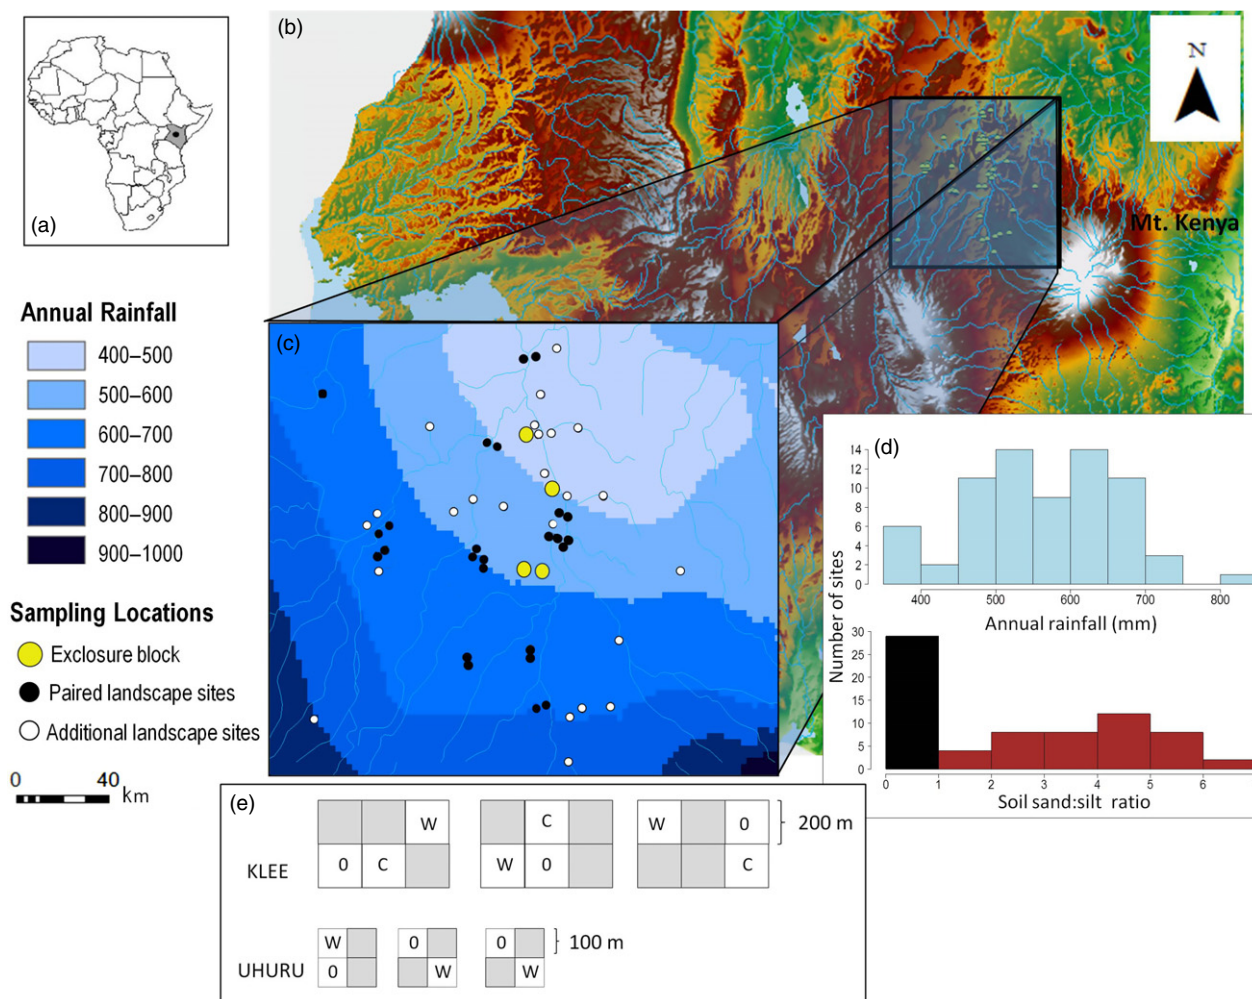 (a)
(b)
N
Mt. Kenya
Annual Rainfall
400–500
500–600
600–700
700–800
800–900
900–1000
Sampling Locations
Exclosure block
Paired landscape sites
Additional landscape sites
0 40
km
(c)
(d)
Number of sites
14
12
10
8
6
4
2
0
400 500 600 700 800
Annual rainfall (mm)
30
25
20
15
10
5
0
0 1 2 3 4 5 6
Soil sand:silt ratio
(e)
KLEE
W C W 0
0 C W 0 C
200 m
UHURU
W 0 0
0 W W
100 m